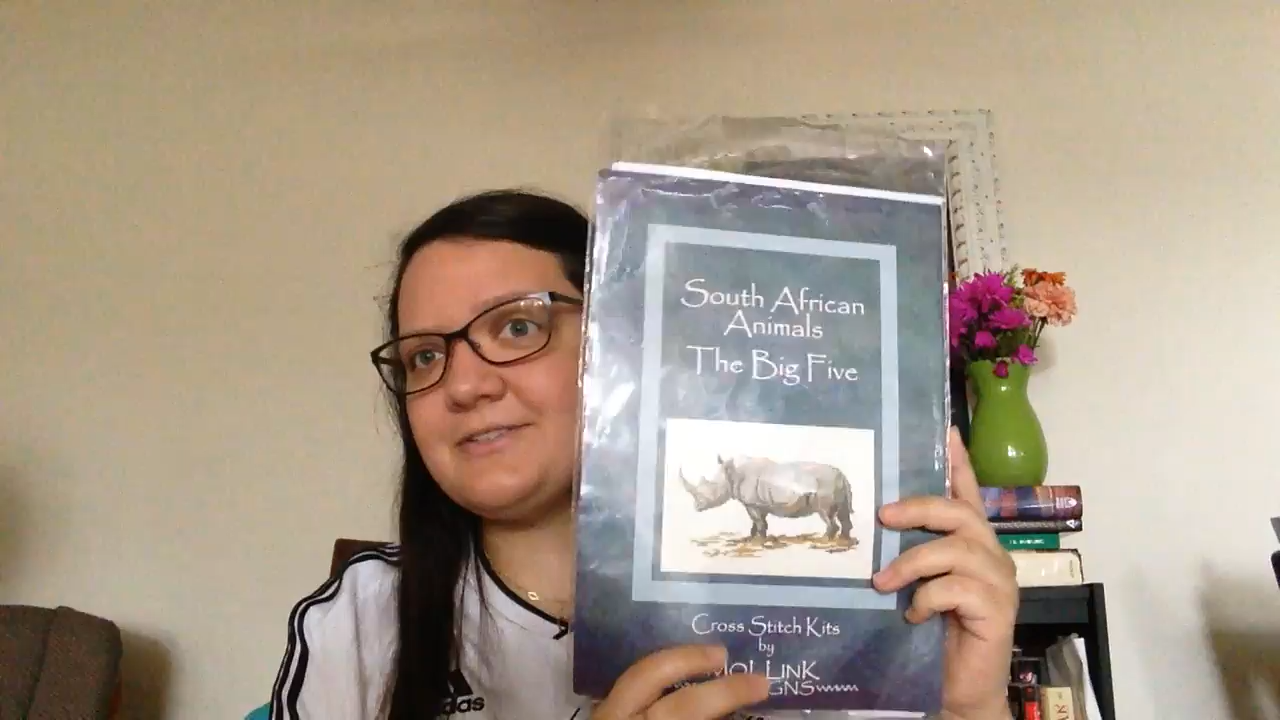 South African
Animals
The Big Five
Cross Stitch Kits
by